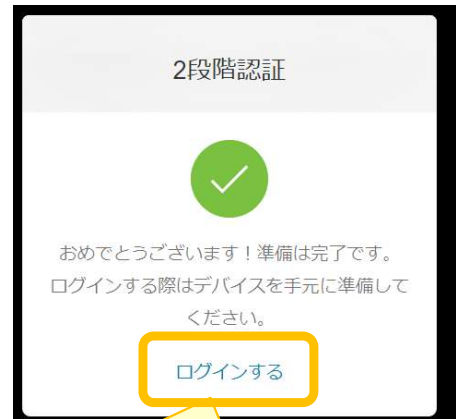 2段階認証
おめでとうございます！準備は完了です。
ログインする際はデバイスを手元に準備して
ください。
ログインする